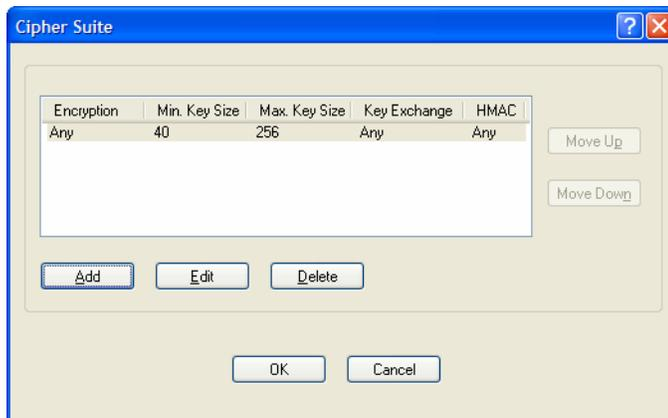 Cipher Suite
Encryption Min. Key Size Max. Key Size Key Exchange HMAC
Any 40 256 Any Any
Move Up
Move Down
Add Edit Delete
OK Cancel